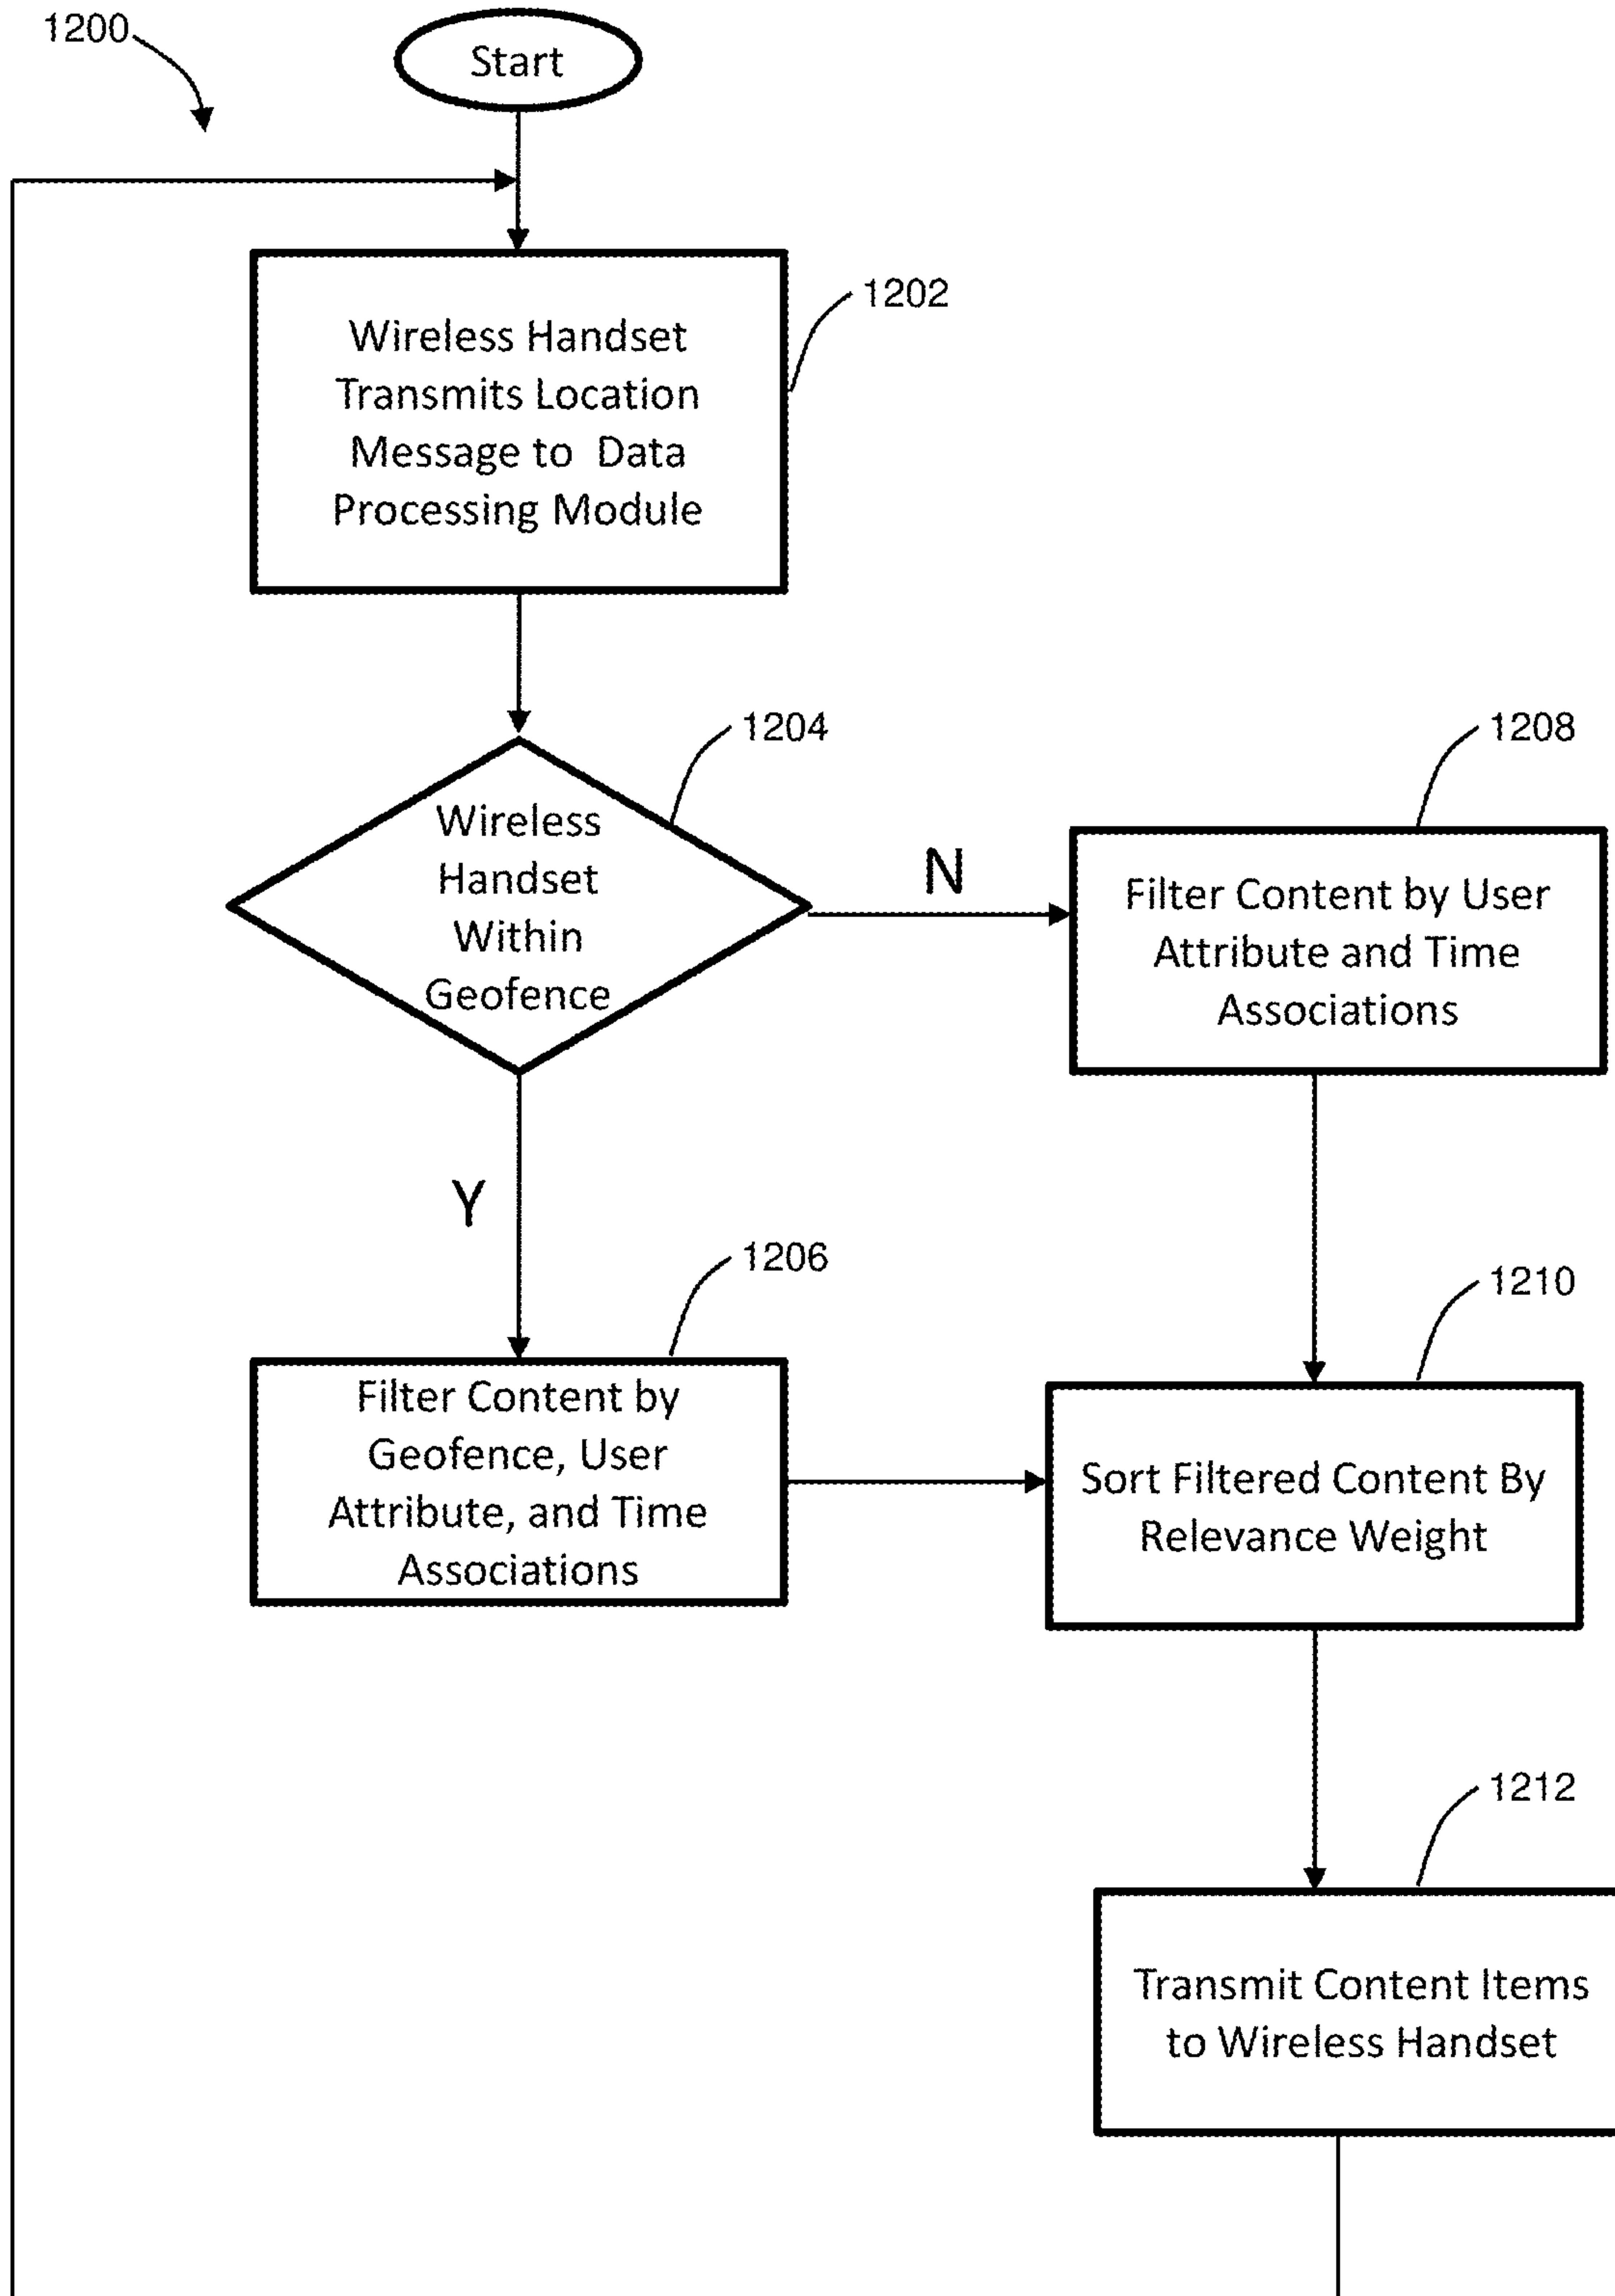 1200
Start
1202
Wireless Handset
Transmits Location
Message to Data
Processing Module
1204
Wireless
Handset
Within
Geofence
N
1208
Filter Content by User
Attribute and Time
Associations
Y
1206
Filter Content by
Geofence, User
Attribute, and Time
Associations
1210
Sort Filtered Content By
Relevance Weight
1212
Transmit Content Items
to Wireless Handset